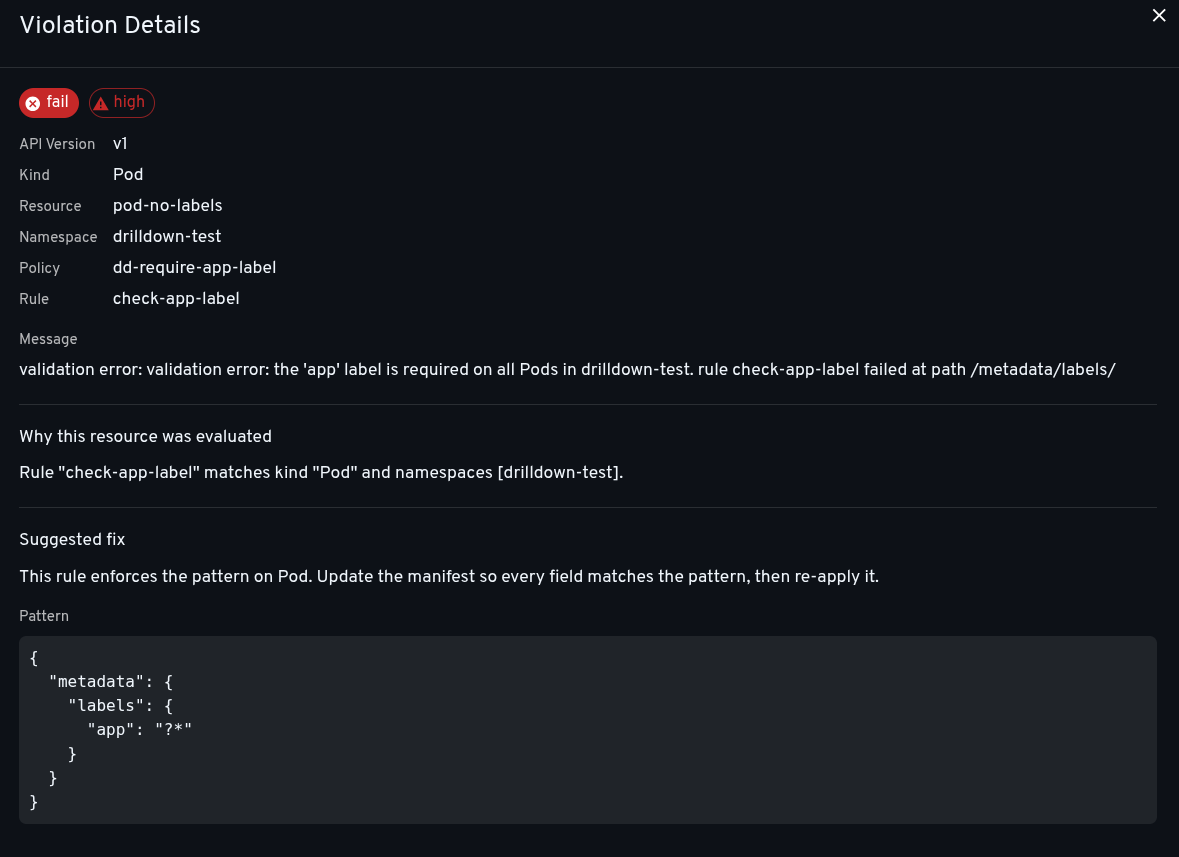 Violation Details
fail high
API Version v1
Kind Pod
Resource pod-no-labels
Namespace drilldown-test
Policy dd-require-app-label
Rule check-app-label
Message
validation error: validation error: the 'app' label is required on all Pods in drilldown-test. rule check-app-label failed at path /metadata/labels/
Why this resource was evaluated
Rule "check-app-label" matches kind "Pod" and namespaces [drilldown-test].
Suggested fix
This rule enforces the pattern on Pod. Update the manifest so every field matches the pattern, then re-apply it.
Pattern
{
  "metadata": {
    "labels": {
      "app": "?*"
    }
  }
}